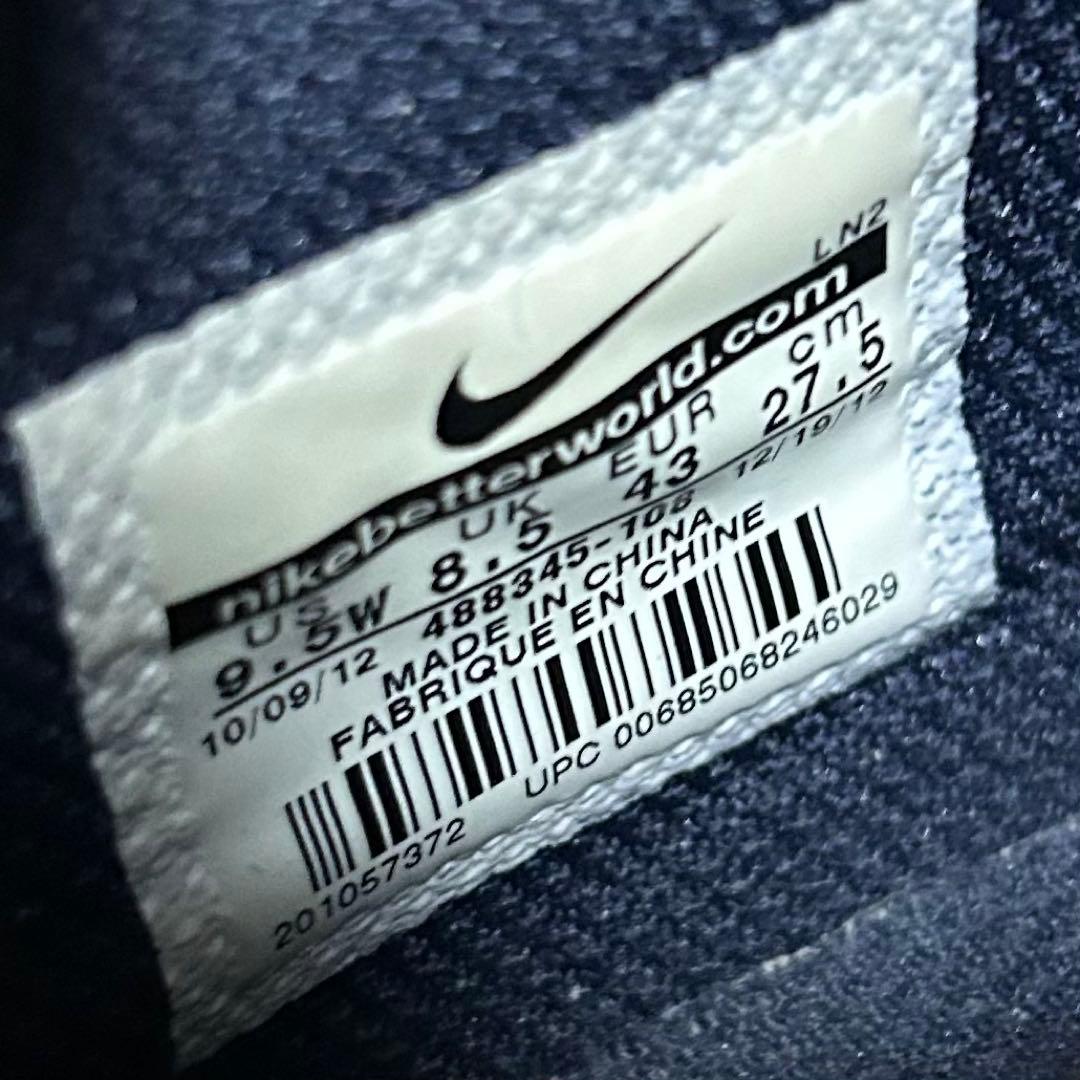 LN2
nikebetterworld.com
US UK EUR cm
9.5W 8.5 43 27.5
10/09/12 488345-106 12/19/12
MADE IN CHINA
FABRIQUE EN CHINE
201057372 UPC 00685068246029